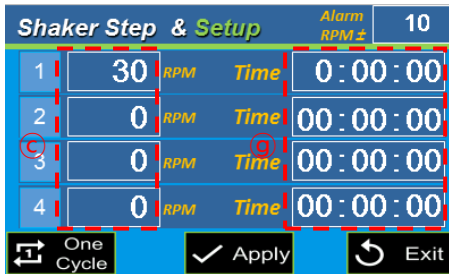 Shaker Step & Setup Alarm RPM± 10
1 30 RPM Time 0:00:00
2 0 RPM Time 00:00:00
ⓒ ⓖ
3 0 RPM Time 00:00:00
4 0 RPM Time 00:00:00
One Cycle Apply Exit